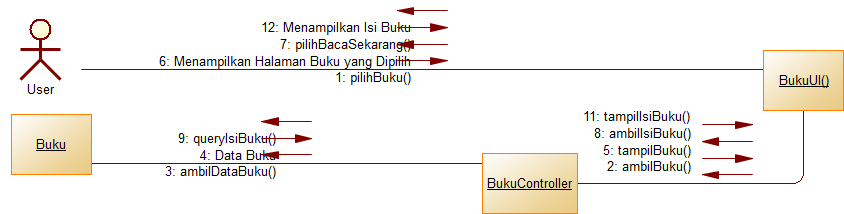 12: Menampilkan Isi Buku
7: pilihBacaSekarang()
6: Menampilkan Halaman Buku yang Dipilih
1: pilihBuku()
User
BukuUI()
Buku
9: queryIsiBuku()
4: Data Buku
3: ambilDataBuku()
11: tampilIsiBuku()
8: ambilIsiBuku()
5: tampilBuku()
2: ambilBuku()
BukuController